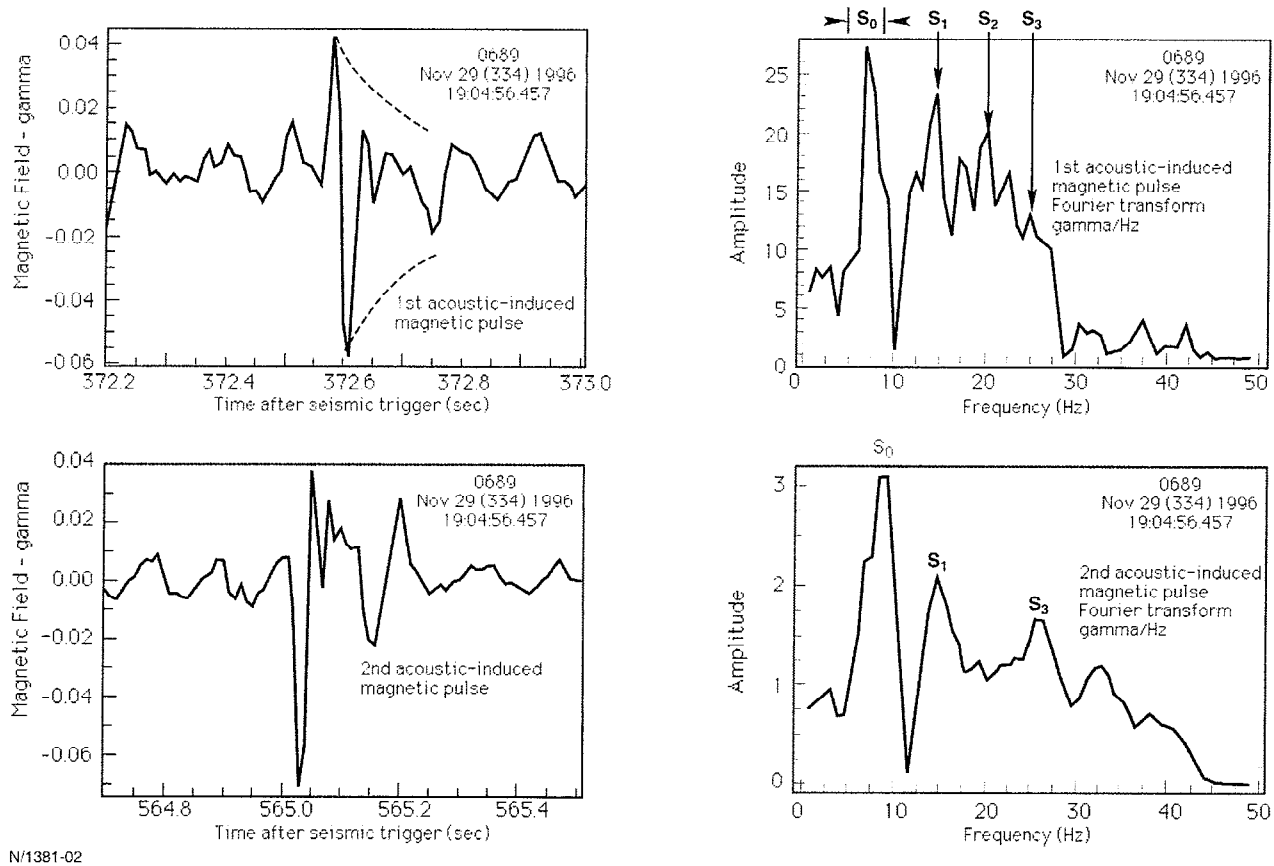 0.04
0.02
0.00
-0.02
-0.04
-0.06
Magnetic Field - gamma
0689
Nov 29 (334) 1996
19:04:56.457
1st acoustic-induced
magnetic pulse
372.2 372.4 372.6 372.8 373.0
Time after seismic trigger (sec)
S0 S1 S2 S3
25
20
15
10
5
0
Amplitude
0689
Nov 29 (334) 1996
19:04:56.457
1st acoustic-induced
magnetic pulse
Fourier transform
gamma/Hz
0 10 20 30 40 50
Frequency (Hz)
0.04
0.02
0.00
-0.02
-0.04
-0.06
Magnetic Field - gamma
0689
Nov 29 (334) 1996
19:04:56.457
2nd acoustic-induced
magnetic pulse
564.8 565.0 565.2 565.4
Time after seismic trigger (sec)
S0
3
2
1
0
Amplitude
0689
Nov 29 (334) 1996
19:04:56.457
S1
S3
2nd acoustic-induced
magnetic pulse
Fourier transform
gamma/Hz
0 10 20 30 40 50
Frequency (Hz)
N/1381-02